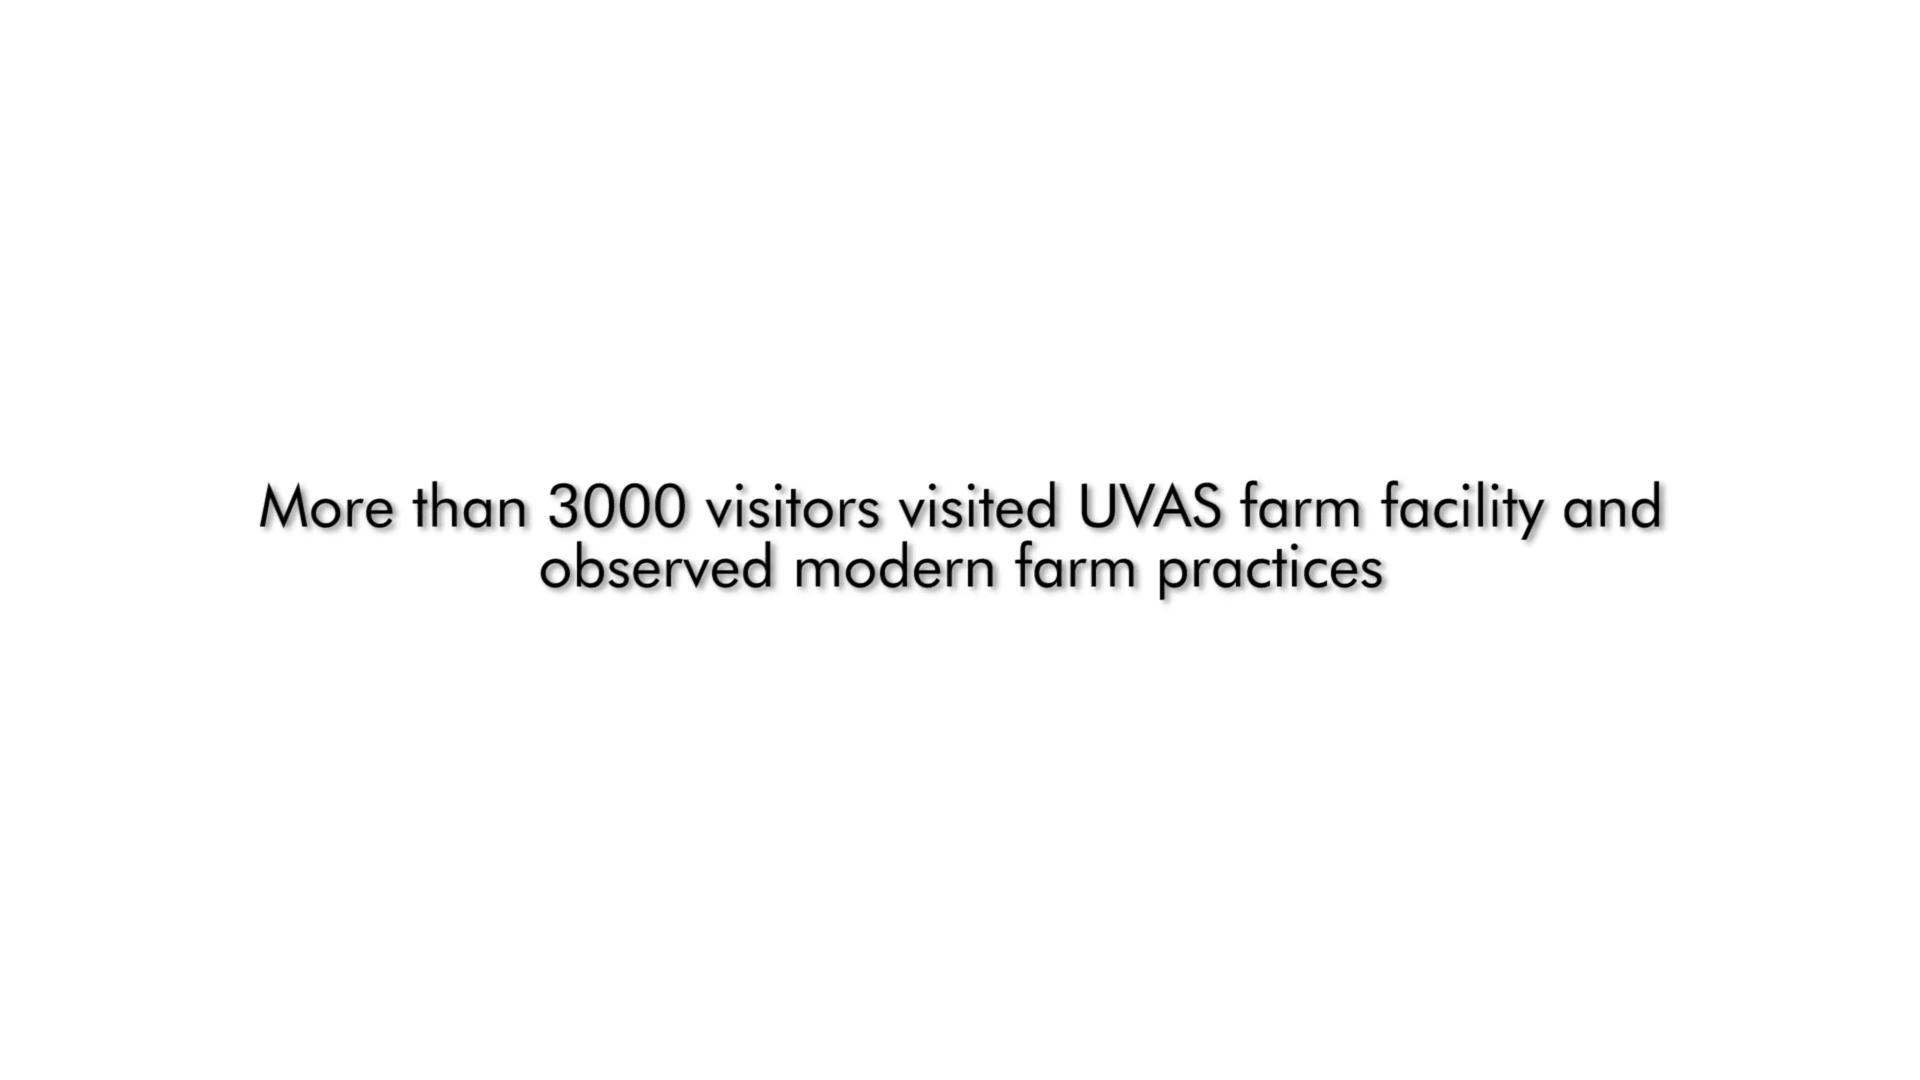 More than 3000 visitors visited UVAS farm facility and
observed modern farm practices